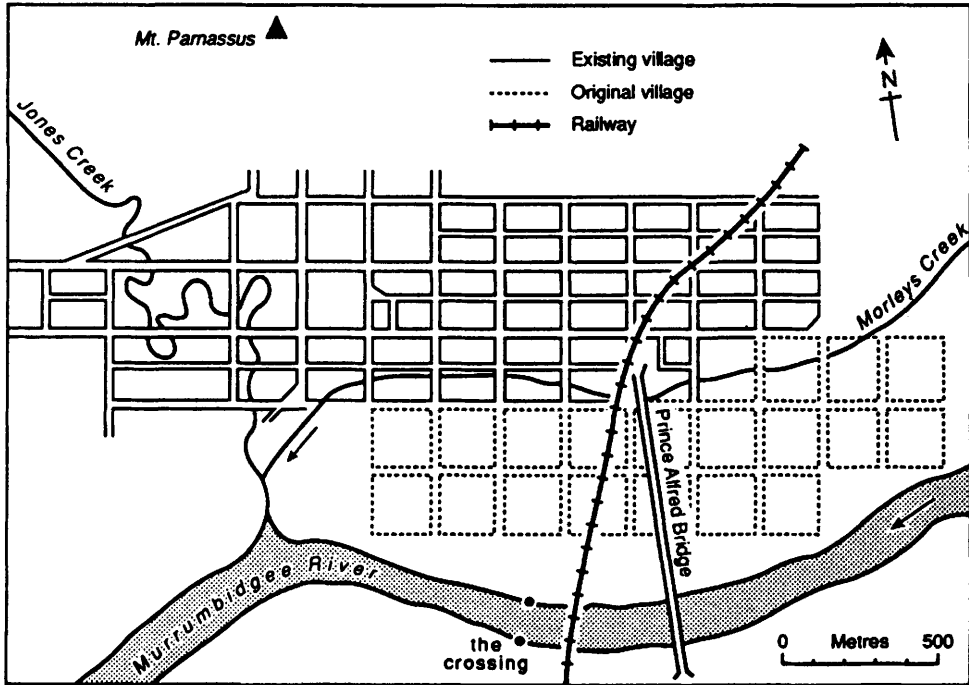 Mt. Parnassus
Existing village
Original village
Railway
N
Jones Creek
Morleys Creek
Prince Alfred Bridge
Murrumbidgee River
the
crossing
0 Metres 500